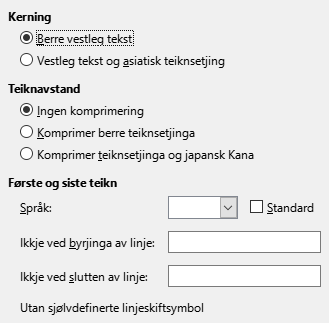 Kerning
Berre vestleg tekst
Vestleg tekst og asiatisk teiknsetjing
Teiknavstand
Ingen komprimering
Komprimer berre teiknsetjinga
Komprimer teiknsetjinga og japansk Kana
Første og siste teikn
Språk: Standard
Ikkje ved byrjinga av linje:
Ikkje ved slutten av linje:
Utan sjølvdefinerte linjeskiftsymbol